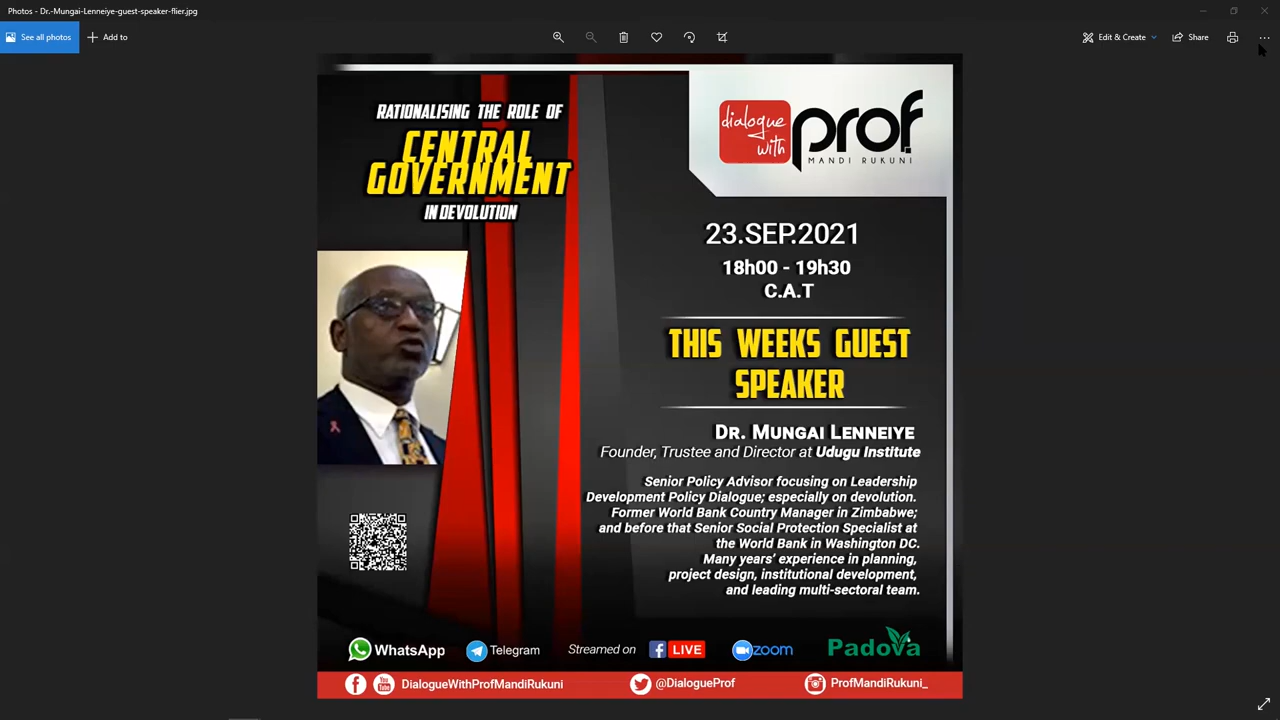 Photos - Dr.-Mungai-Lenneiye-guest-speaker-flier.jpg
See all photos
Add to
Edit & Create
Share
RATIONALISING THE ROLE OF
CENTRAL
GOVERNMENT
IN DEVOLUTION
dialogue
with
prof
MANDI RUKUNI
23.SEP.2021
18h00 - 19h30
C.A.T
THIS WEEKS GUEST
SPEAKER
DR. MUNGAI LENNEIYE
Founder, Trustee and Director at Udugu Institute
Senior Policy Advisor focusing on Leadership
Development Policy Dialogue; especially on devolution.
Former World Bank Country Manager in Zimbabwe;
and before that Senior Social Protection Specialist at
the World Bank in Washington DC.
Many years' experience in planning,
project design, institutional development,
and leading multi-sectoral team.
WhatsApp
Telegram
Streamed on
f LIVE
zoom
Padova
f You Tube DialogueWithProfMandiRukuni
@DialogueProf
ProfMandiRukuni_